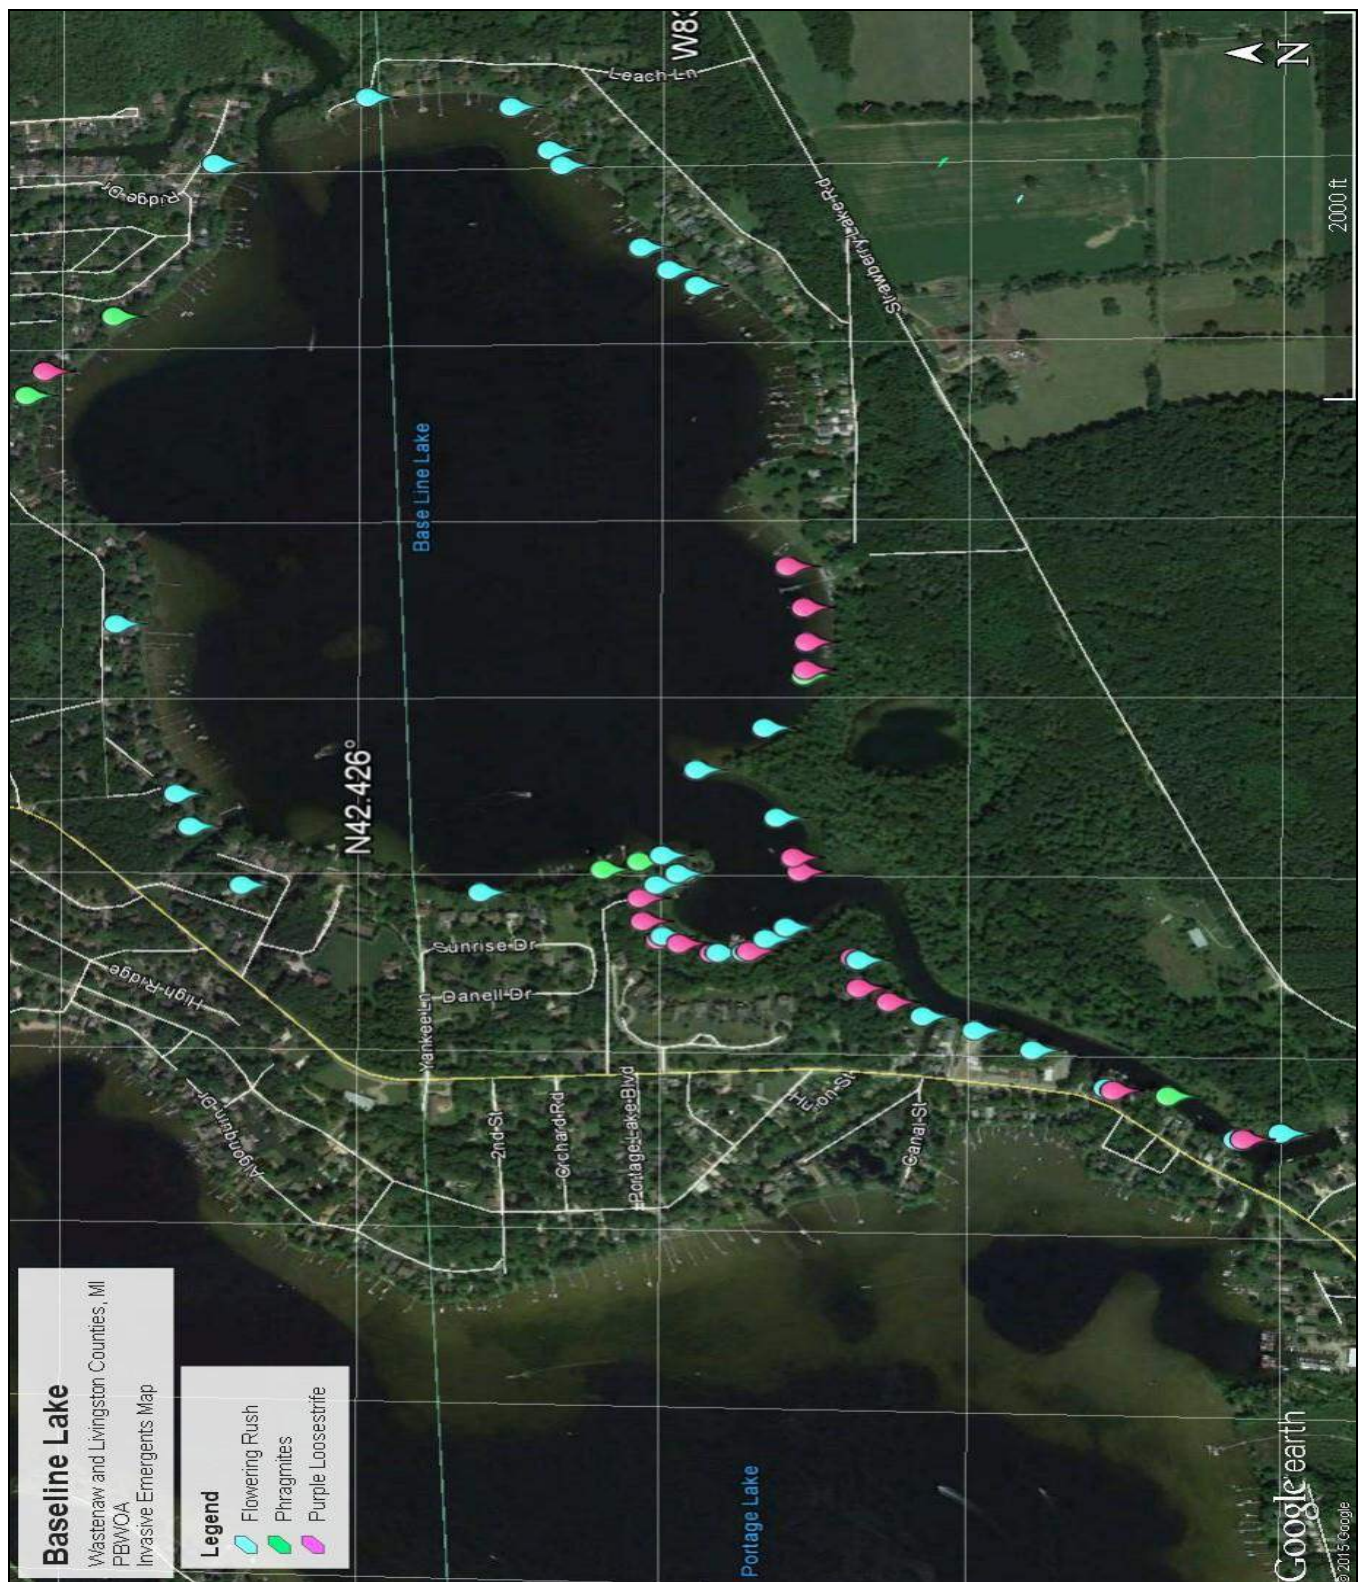 Baseline Lake
Wastenaw and Livingston Counties, MI
PBWOA
Invasive Emergents Map
Legend
Flowering Rush
Phragmites
Purple Loosestrife
Base Line Lake
Portage Lake
N42.426°
W83
N
2000 ft
Leach Ln
Ridge Dr
Strawberry Lake Rd
High Ridge
Algonquin Dr
Yankee Ln
Sunrise Dr
Danell Dr
2nd St
Orchard Rd
Portage Lake Blvd
Huron St
Canal St
Google earth
© 2015 Google